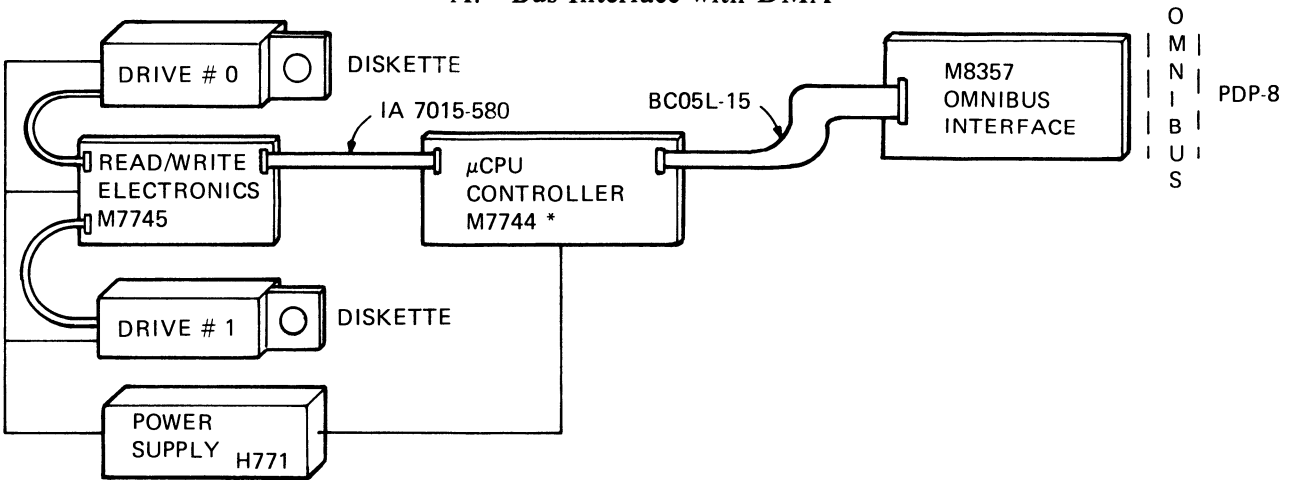 A. Bus Interface with DMA
DRIVE # 0
DISKETTE
IA 7015-580
BC05L-15
M8357
OMNIBUS
INTERFACE
OMNIBUS
PDP-8
READ/WRITE
ELECTRONICS
M7745
μCPU
CONTROLLER
M7744 *
DRIVE # 1
DISKETTE
POWER
SUPPLY
H771